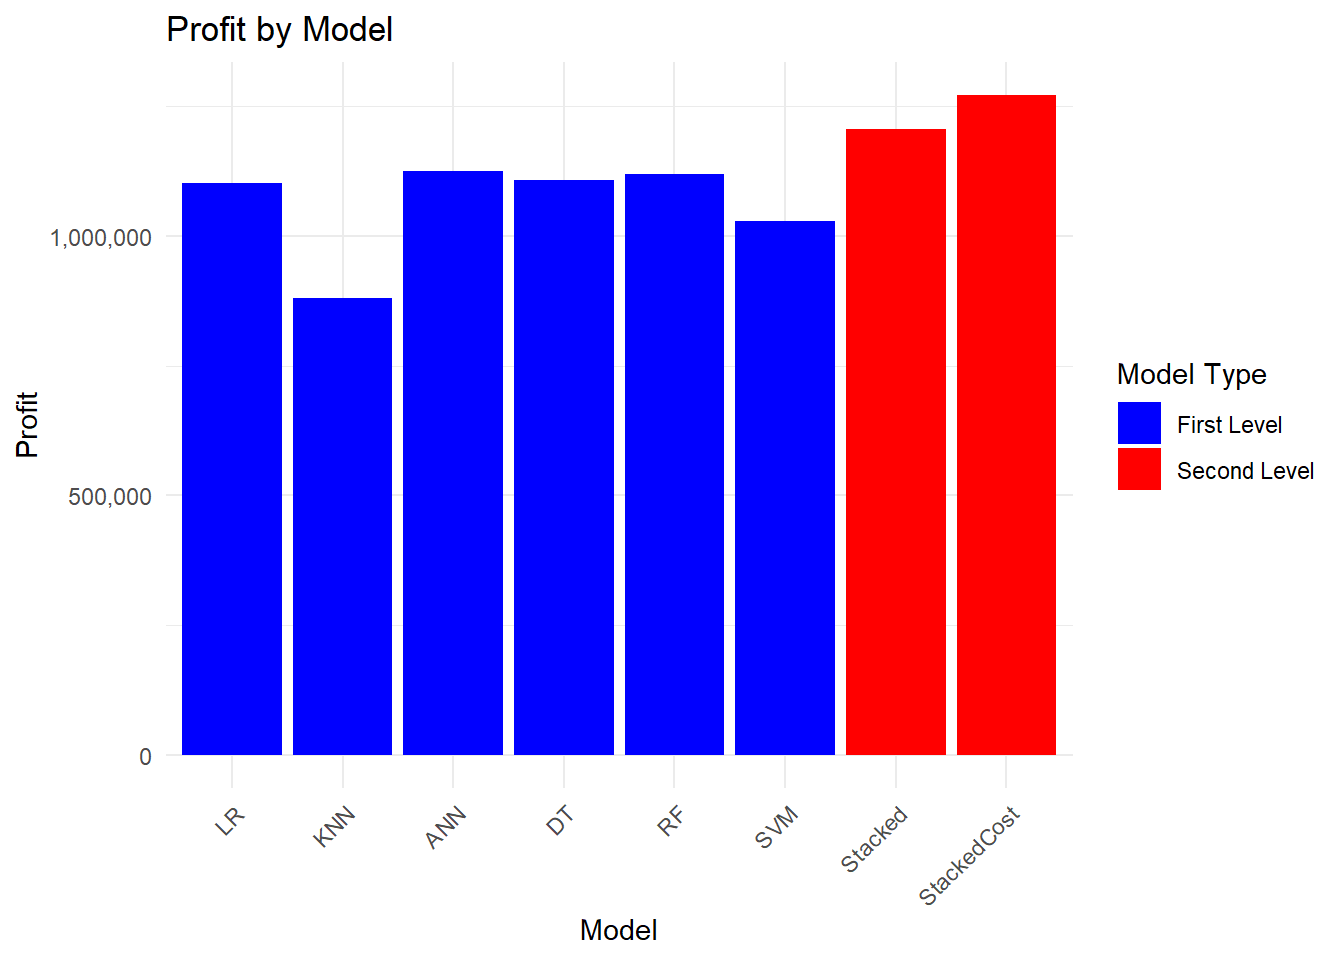 Profit by Model
1,000,000
500,000
0
Profit
LR
KNN
ANN
DT
RF
SVM
Stacked
StackedCost
Model
Model Type
First Level
Second Level